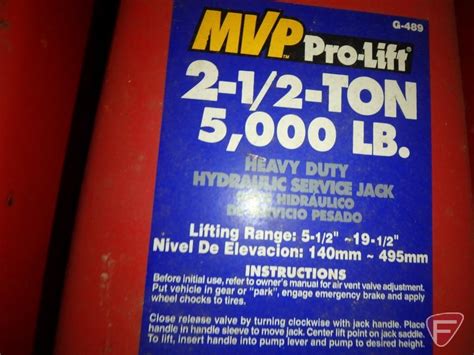 G-489
MVP™ Pro-Lift®
2-1/2-TON
5,000 LB.
HEAVY DUTY
HYDRAULIC SERVICE JACK
HIDRÁULICO
DE SERVICIO PESADO
Lifting Range: 5-1/2" ~19-1/2"
Nivel De Elevacion: 140mm ~ 495mm
INSTRUCTIONS
Before initial use, refer to owner's manual for air vent valve adjustment.
Put vehicle in gear or "park", engage emergency brake and apply
wheel chocks to tires.
Close release valve by turning clockwise with jack handle. Place
handle in handle sleeve to move jack. Center lift point on jack saddle.
To lift, insert handle into pump lever and pump to desired height.
F